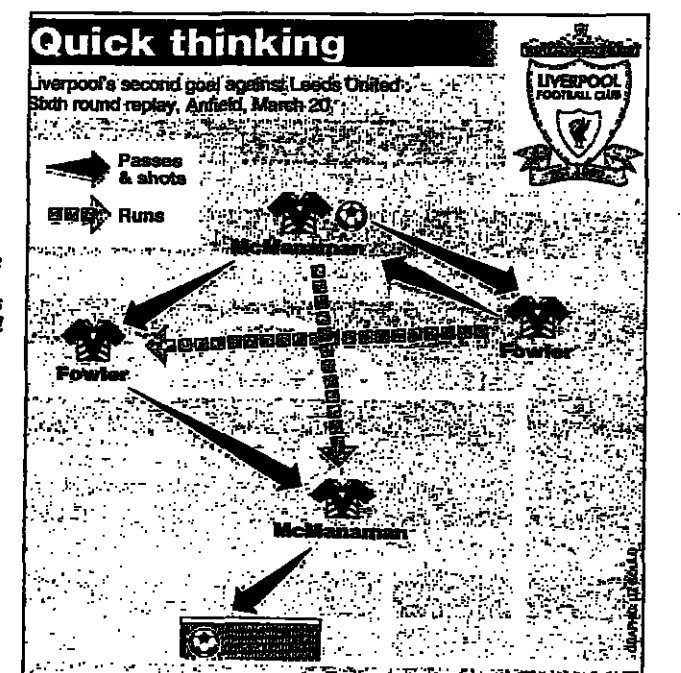 Quick thinking
Liverpool's second goal against Leeds United
Sixth round replay, Anfield, March 20
LIVERPOOL
FOOTBALL CLUB
Passes
& shots
Runs
McManaman
Fowler
Fowler
McManaman